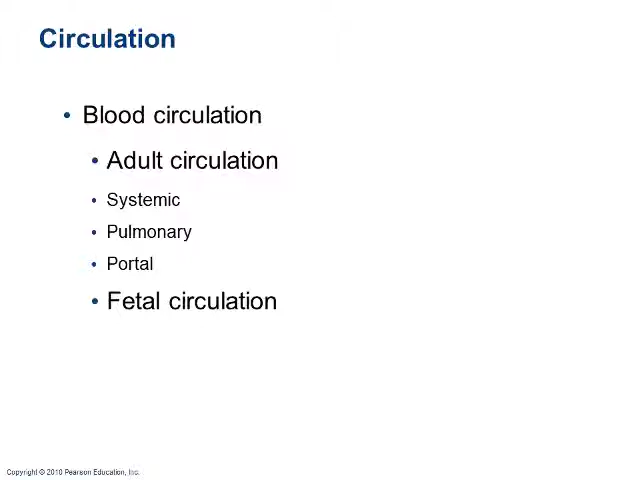 Circulation
• Blood circulation
• Adult circulation
• Systemic
• Pulmonary
• Portal
• Fetal circulation
Copyright © 2010 Pearson Education, Inc.